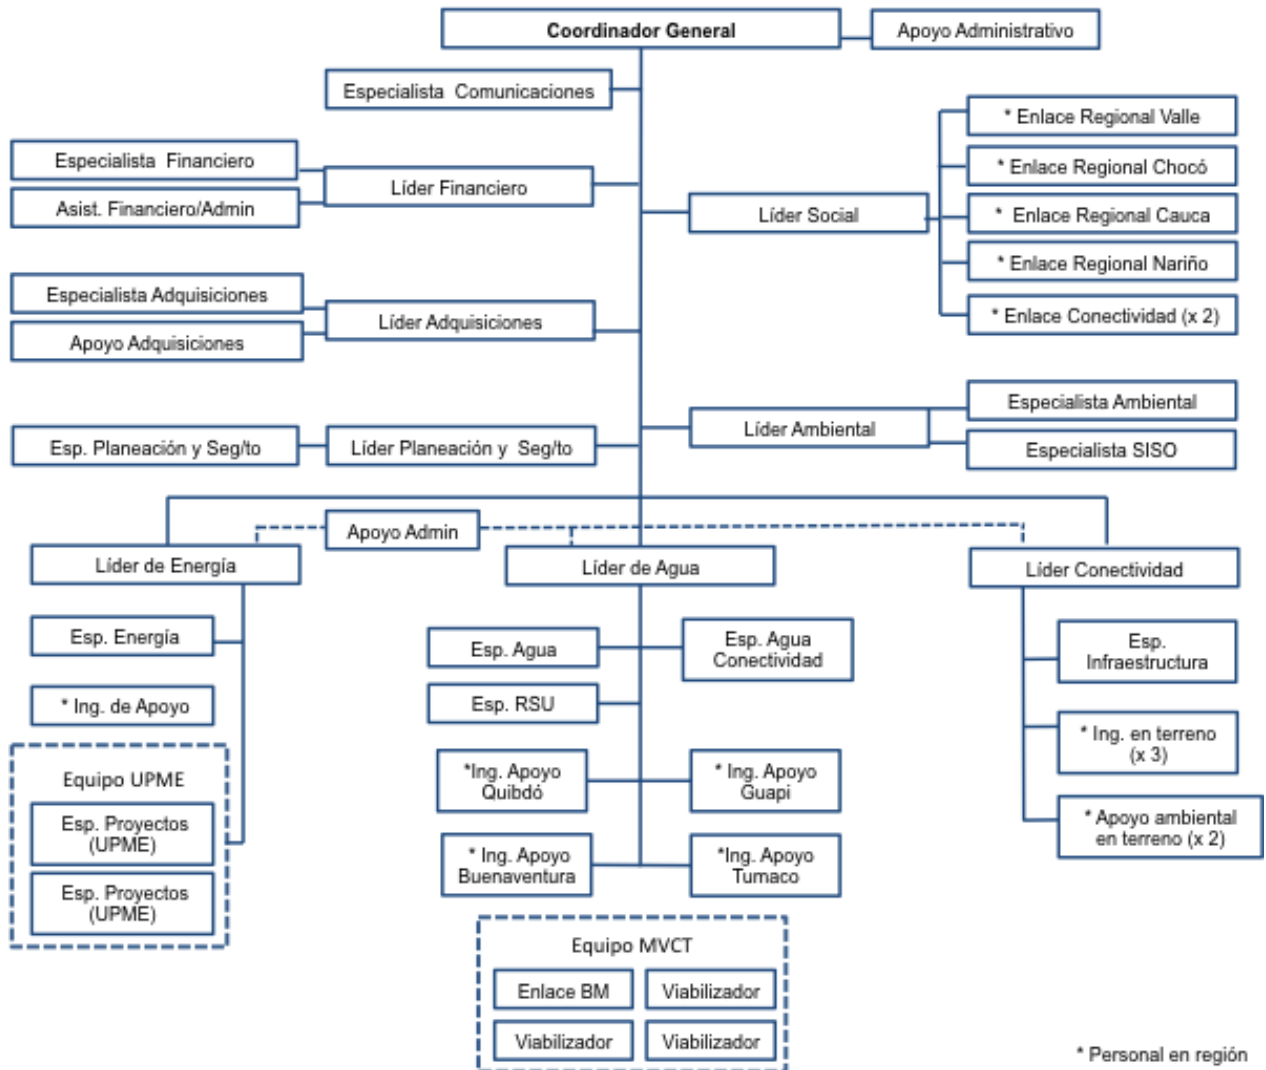 Coordinador General
Apoyo Administrativo
Especialista Comunicaciones
* Enlace Regional Valle
Especialista Financiero
* Enlace Regional Chocó
Líder Financiero
Asist. Financiero/Admin
Líder Social
* Enlace Regional Cauca
* Enlace Regional Nariño
Especialista Adquisiciones
Líder Adquisiciones
* Enlace Conectividad (x 2)
Apoyo Adquisiciones
Especialista Ambiental
Líder Ambiental
Esp. Planeación y Seg/to
Líder Planeación y Seg/to
Especialista SISO
Apoyo Admin
Líder de Energía
Líder de Agua
Líder Conectividad
Esp. Energía
Esp. Agua
Esp. Agua
Conectividad
Esp.
Infraestructura
* Ing. de Apoyo
Esp. RSU
* Ing. en terreno
(x 3)
Equipo UPME
*Ing. Apoyo
Quibdó
* Ing. Apoyo
Guapi
Esp. Proyectos
(UPME)
* Apoyo ambiental
en terreno (x 2)
* Ing. Apoyo
Buenaventura
*Ing. Apoyo
Tumaco
Esp. Proyectos
(UPME)
Equipo MVCT
Enlace BM
Viabilizador
Viabilizador
Viabilizador
* Personal en región